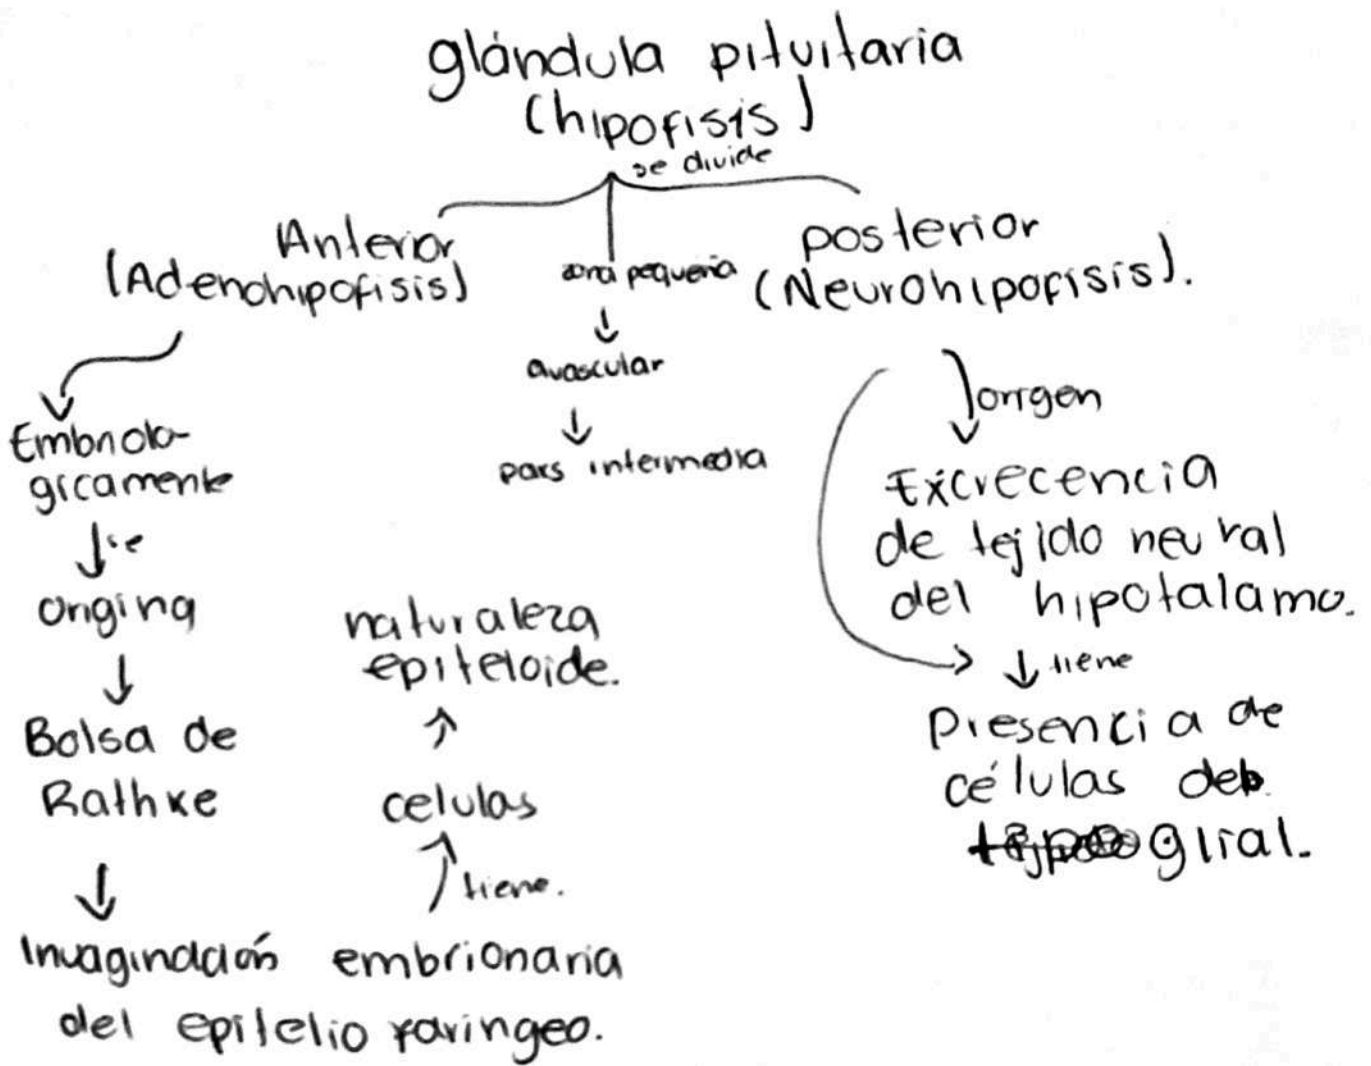 glándula pituitaria
(hipofisis)
se divide
Anterior
(Adenohipofisis)
zona pequeña
posterior
(Neurohipofisis).
avascular
pars intermedia
origen
Embriolo-
gicamente
se
origina
Bolsa de
Rathke
Invaginación embrionaria
del epitelio faringeo.
tiene.
celulas
naturaleza
epiteloide.
Excrecencia
de tejido neural
del hipotalamo.
tiene
Presencia de
células de
glial.